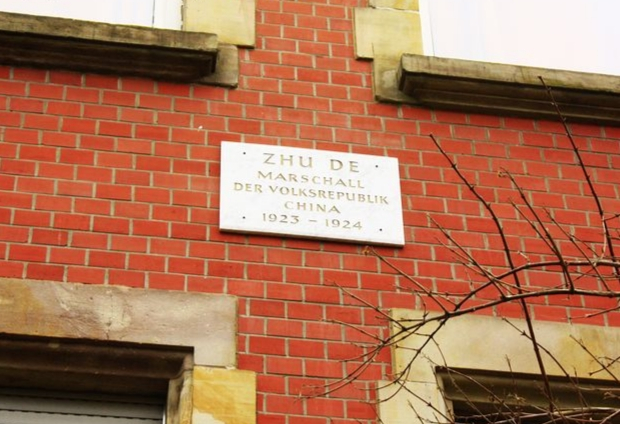 ZHU DE
MARSCHALL
DER VOLKSREPUBLIK
CHINA
1923 - 1924